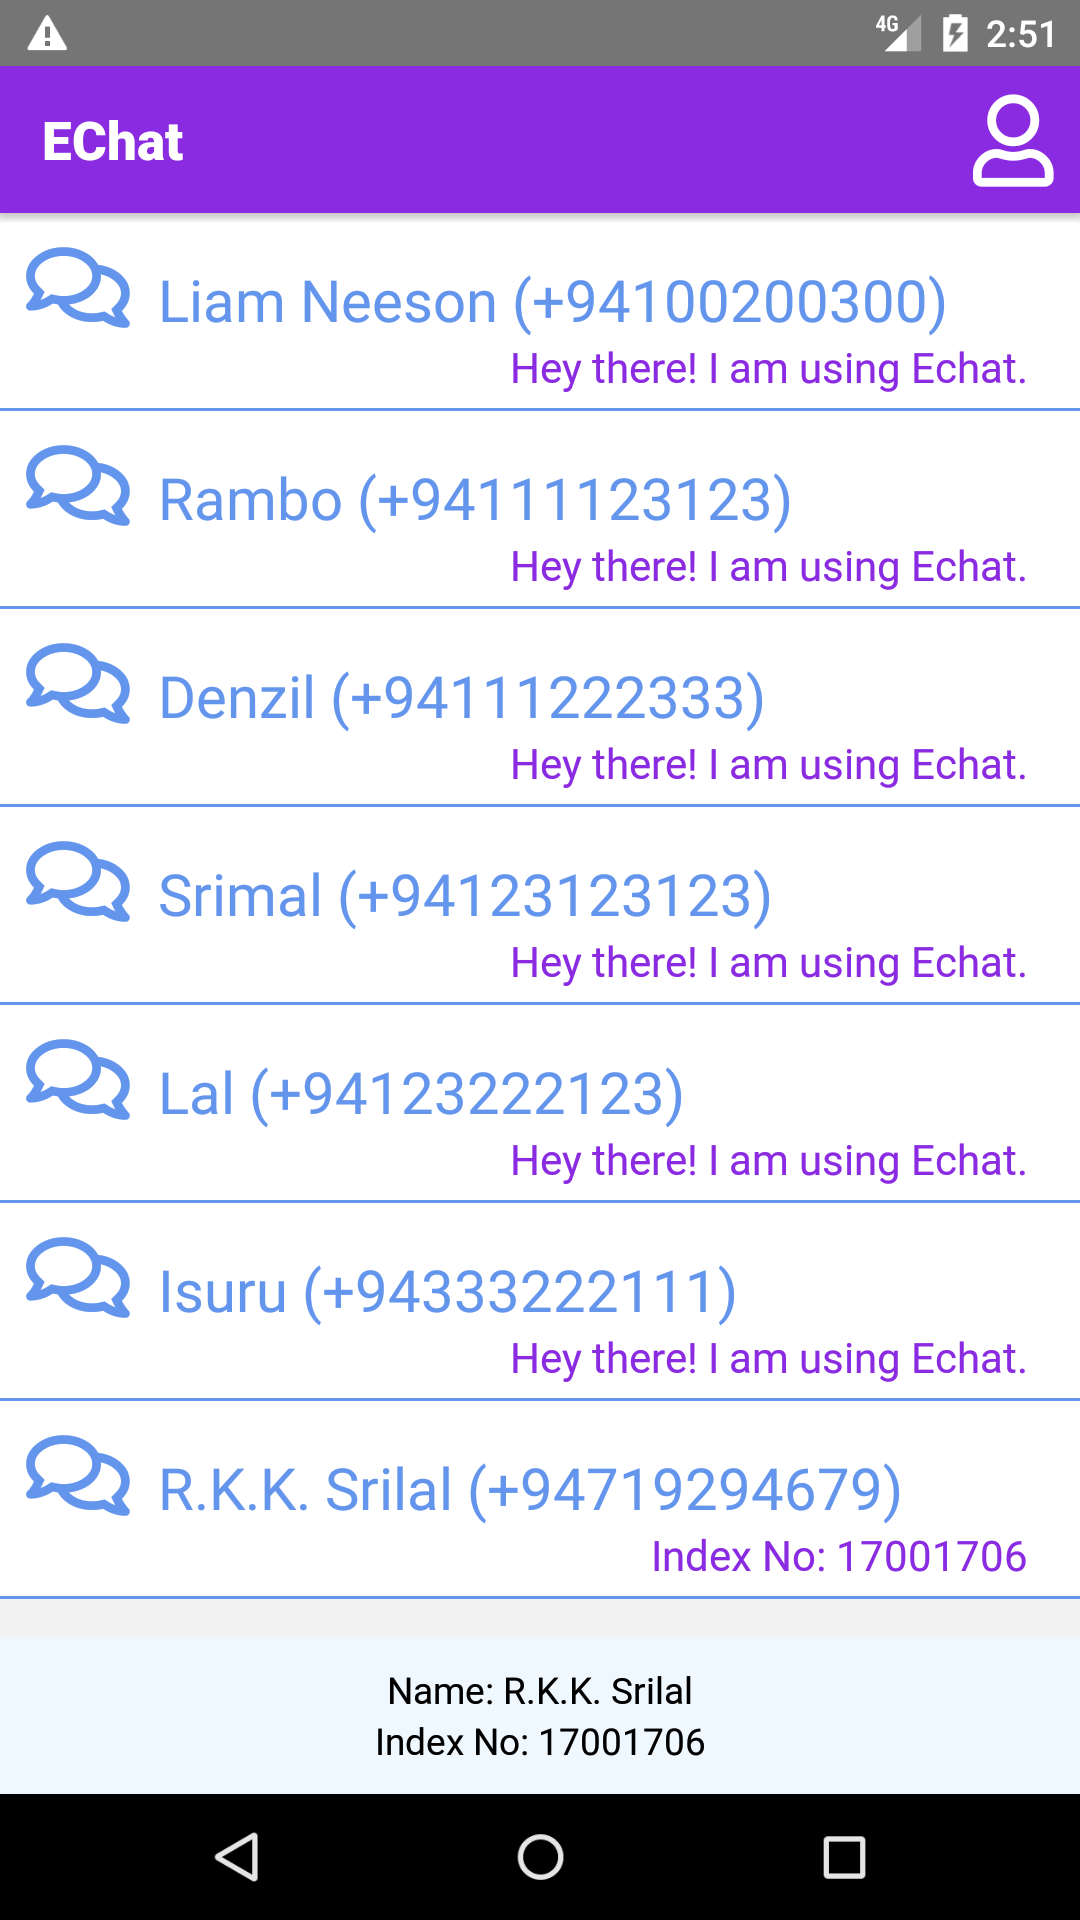 4G 2:51
EChat
Liam Neeson (+94100200300)
Hey there! I am using Echat.
Rambo (+94111123123)
Hey there! I am using Echat.
Denzil (+94111222333)
Hey there! I am using Echat.
Srimal (+94123123123)
Hey there! I am using Echat.
Lal (+94123222123)
Hey there! I am using Echat.
Isuru (+94333222111)
Hey there! I am using Echat.
R.K.K. Srilal (+94719294679)
Index No: 17001706
Name: R.K.K. Srilal
Index No: 17001706